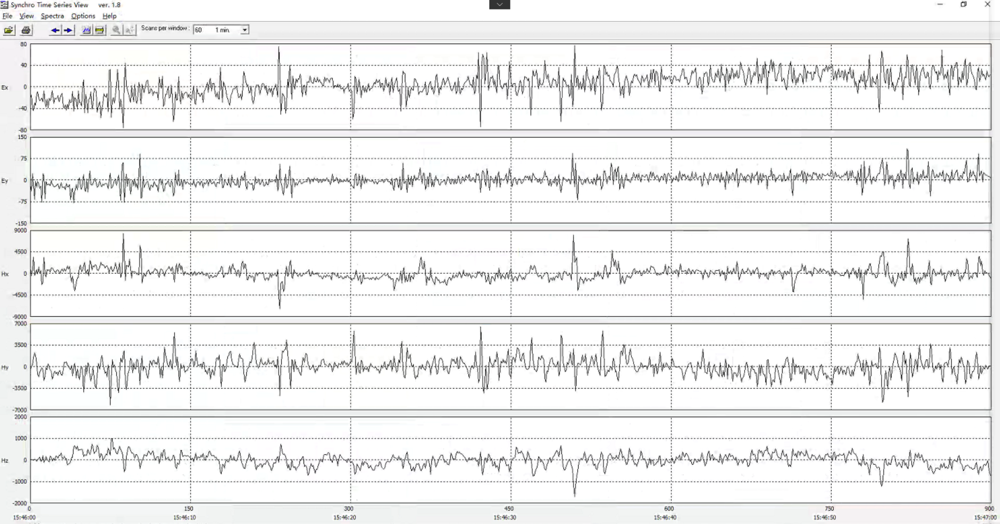 Synchro Time Series View ver. 1.8
File View Spectra Options Help
Scans per window : 60 1 min.
80
40
Ex 0
-40
-80
150
75
Ey 0
-75
-150
9000
4500
Hx 0
-4500
-9000
7000
3500
Hy 0
-3500
-7000
2000
1000
Hz 0
-1000
-2000
0 150 300 450 600 750 900
15:46:00 15:46:10 15:46:20 15:46:30 15:46:40 15:46:50 15:47:00